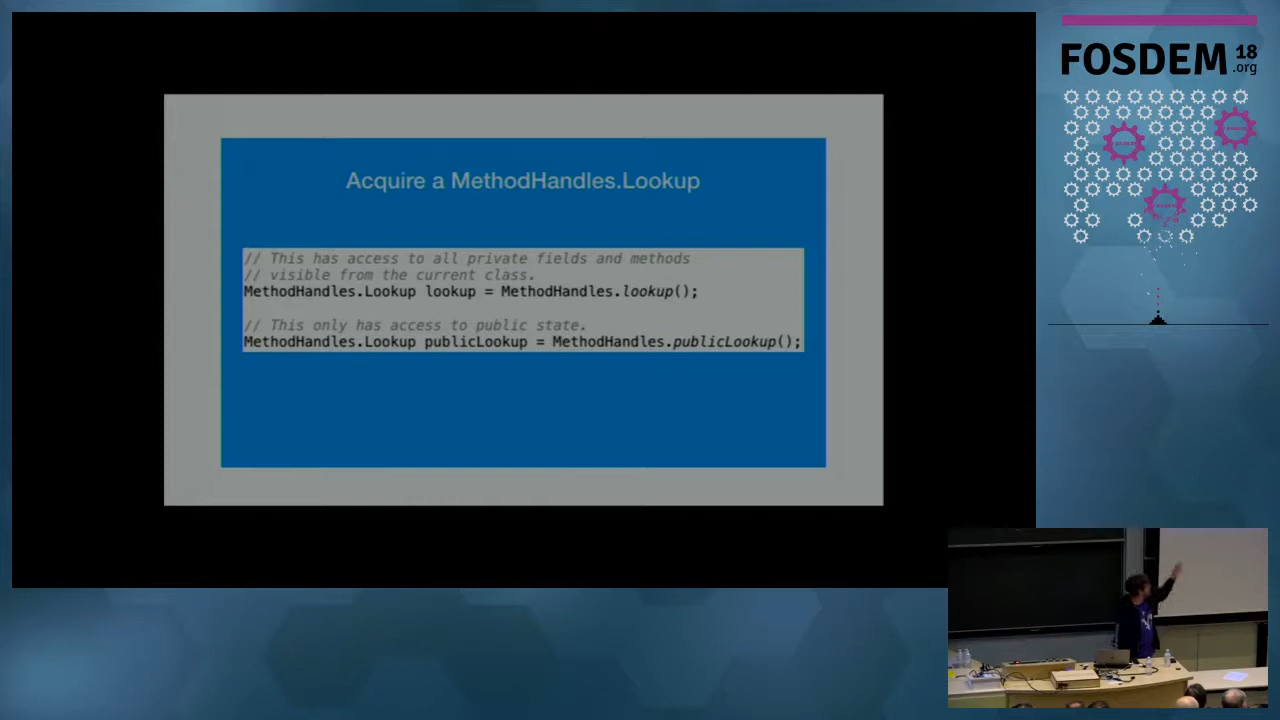 Acquire a MethodHandles.Lookup
// This has access to all private fields and methods
// visible from the current class.
MethodHandles.Lookup lookup = MethodHandles.lookup();
// This only has access to public state.
MethodHandles.Lookup publicLookup = MethodHandles.publicLookup();
FOSDEM 18
.org